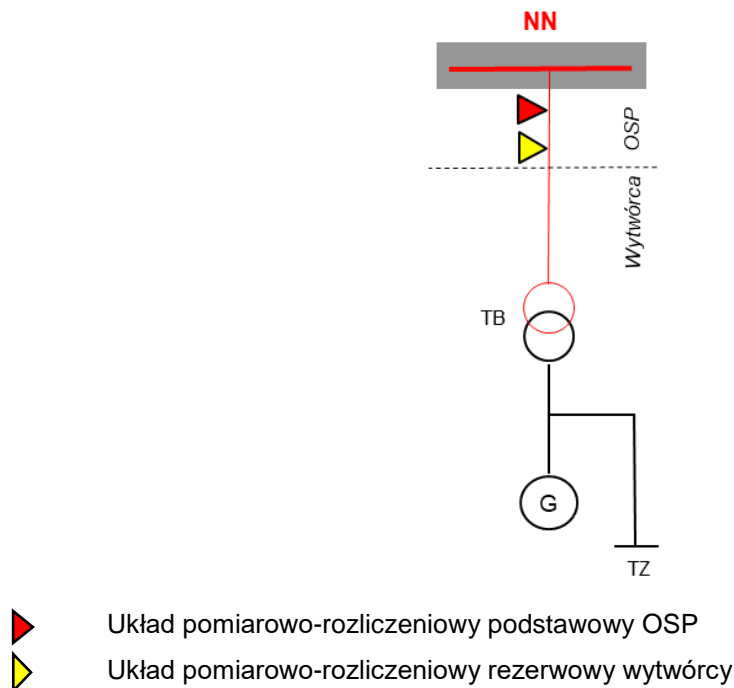 NN
OSP
Wytwórca
TB
G
TZ
Układ pomiarowo-rozliczeniowy podstawowy OSP
Układ pomiarowo-rozliczeniowy rezerwowy wytwórcy